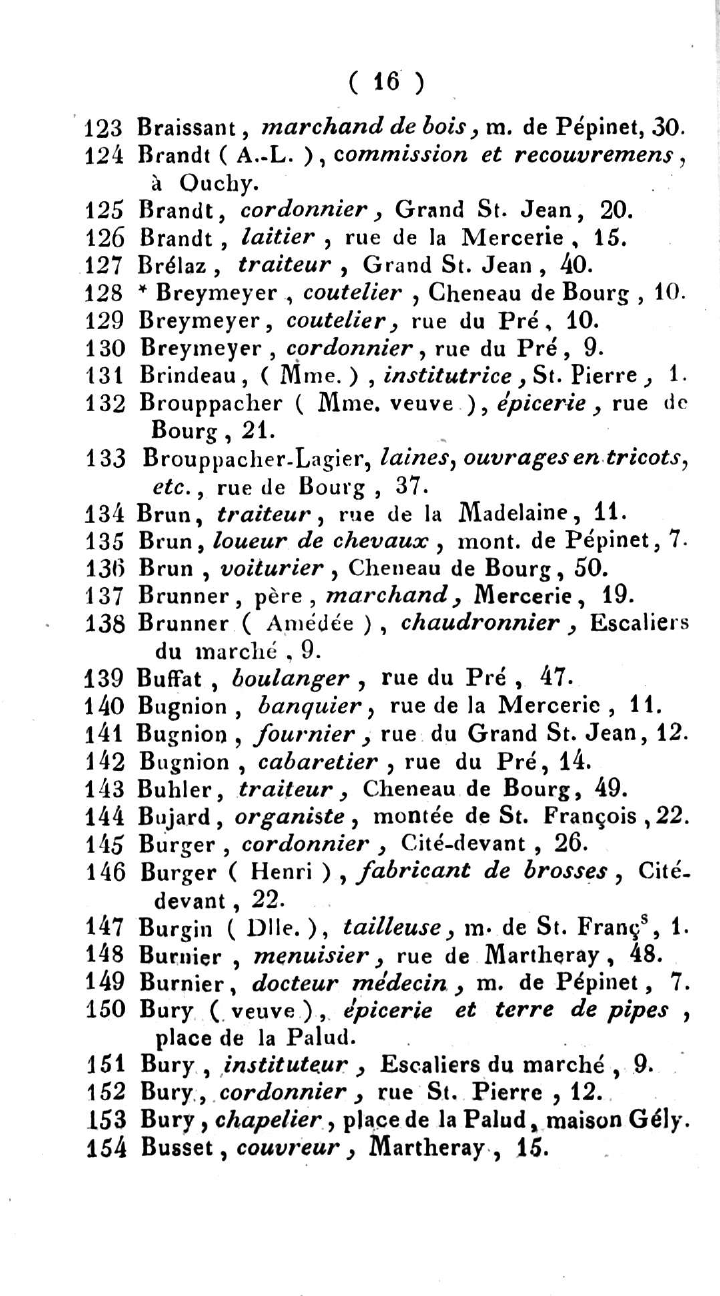 ( 16 )
123 Braissant, marchand de bois, m. de Pépinet, 30.
124 Brandt ( A.-L. ), commission et recouvremens,
à Ouchy.
125 Brandt, cordonnier, Grand St. Jean, 20.
126 Brandt, laitier, rue de la Mercerie, 15.
127 Brélaz, traiteur, Grand St. Jean, 40.
128 * Breymeyer, coutelier, Cheneau de Bourg, 10.
129 Breymeyer, coutelier, rue du Pré, 10.
130 Breymeyer, cordonnier, rue du Pré, 9.
131 Brindeau, ( Mme. ), institutrice, St. Pierre, 1.
132 Brouppacher ( Mme. veuve ), épicerie, rue de
Bourg, 21.
133 Brouppacher-Lagier, laines, ouvrages en tricots,
etc., rue de Bourg, 37.
134 Brun, traiteur, rue de la Madelaine, 11.
135 Brun, loueur de chevaux, mont. de Pépinet, 7.
136 Brun, voiturier, Cheneau de Bourg, 50.
137 Brunner, père, marchand, Mercerie, 19.
138 Brunner ( Amédée ), chaudronnier, Escaliers
du marché, 9.
139 Buffat, boulanger, rue du Pré, 47.
140 Bugnion, banquier, rue de la Mercerie, 11.
141 Bugnion, fournier, rue du Grand St. Jean, 12.
142 Bugnion, cabaretier, rue du Pré, 14.
143 Buhler, traiteur, Cheneau de Bourg, 49.
144 Bujard, organiste, montée de St. François, 22.
145 Burger, cordonnier, Cité-devant, 26.
146 Burger ( Henri ), fabricant de brosses, Cité-
devant, 22.
147 Burgin ( Dlle. ), tailleuse, m. de St. Franç⁠s, 1.
148 Burnier, menuisier, rue de Martheray, 48.
149 Burnier, docteur médecin, m. de Pépinet, 7.
150 Bury ( veuve ), épicerie et terre de pipes,
place de la Palud.
151 Bury, instituteur, Escaliers du marché, 9.
152 Bury, cordonnier, rue St. Pierre, 12.
153 Bury, chapelier, place de la Palud, maison Gély.
154 Busset, couvreur, Martheray, 15.